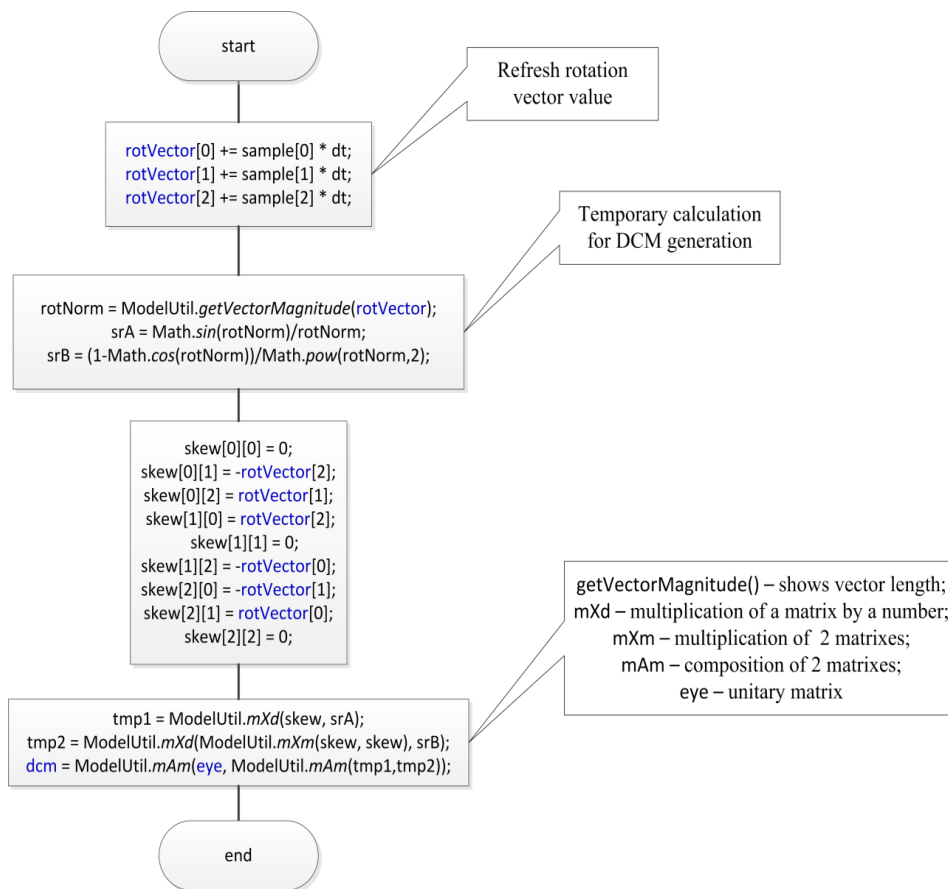 start
Refresh rotation
vector value
rotVector[0] += sample[0] * dt;
rotVector[1] += sample[1] * dt;
rotVector[2] += sample[2] * dt;
Temporary calculation
for DCM generation
rotNorm = ModelUtil.getVectorMagnitude(rotVector);
srA = Math.sin(rotNorm)/rotNorm;
srB = (1-Math.cos(rotNorm))/Math.pow(rotNorm,2);
skew[0][0] = 0;
skew[0][1] = -rotVector[2];
skew[0][2] = rotVector[1];
skew[1][0] = rotVector[2];
skew[1][1] = 0;
skew[1][2] = -rotVector[0];
skew[2][0] = -rotVector[1];
skew[2][1] = rotVector[0];
skew[2][2] = 0;
getVectorMagnitude() – shows vector length;
mXd – multiplication of a matrix by a number;
mXm – multiplication of 2 matrixes;
mAm – composition of 2 matrixes;
eye – unitary matrix
tmp1 = ModelUtil.mXd(skew, srA);
tmp2 = ModelUtil.mXd(ModelUtil.mXm(skew, skew), srB);
dcm = ModelUtil.mAm(eye, ModelUtil.mAm(tmp1,tmp2));
end